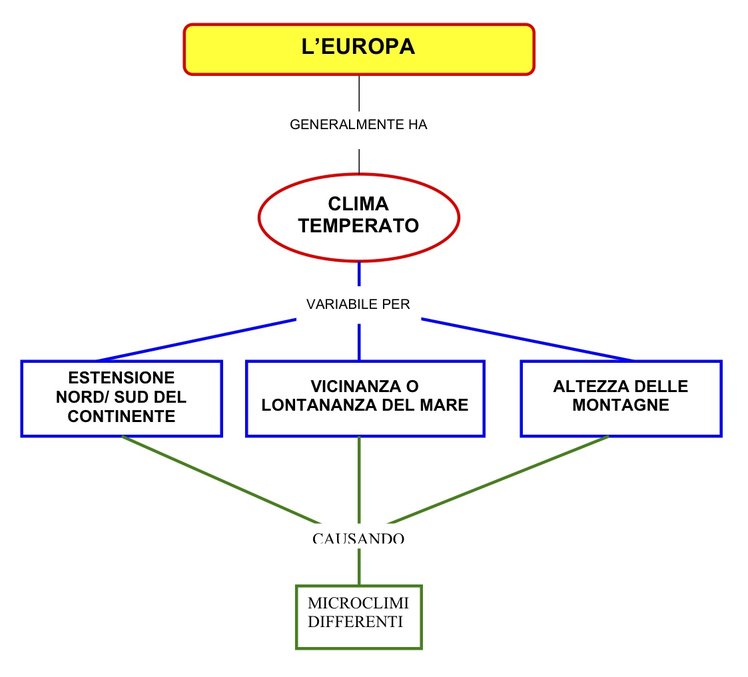 L’EUROPA
GENERALMENTE HA
CLIMA
TEMPERATO
VARIABILE PER
ESTENSIONE
NORD/ SUD DEL
CONTINENTE
VICINANZA O
LONTANANZA DEL MARE
ALTEZZA DELLE
MONTAGNE
CAUSANDO
MICROCLIMI
DIFFERENTI